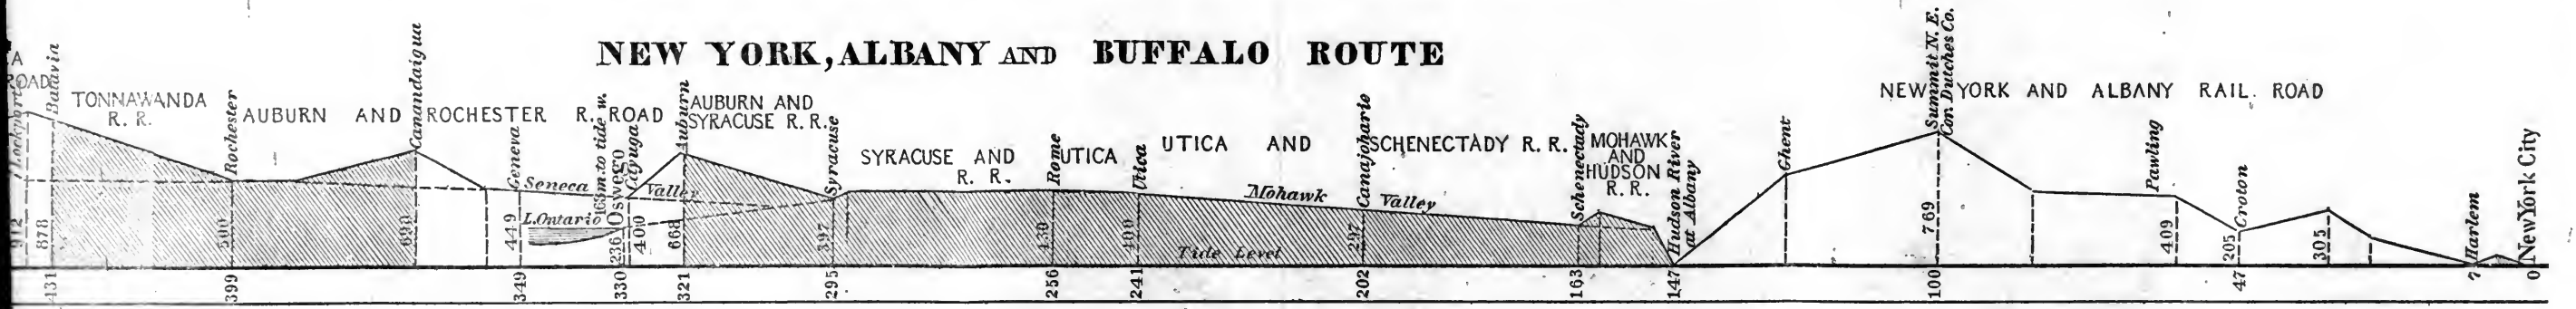 NEW YORK, ALBANY AND BUFFALO ROUTE
A
ROAD
TONNAWANDA
R. R.
AUBURN AND ROCHESTER R. ROAD
AUBURN AND
SYRACUSE R. R.
SYRACUSE AND UTICA
R. R.
UTICA AND SCHENECTADY R. R.
MOHAWK
AND
HUDSON
R. R.
NEW YORK AND ALBANY RAIL ROAD
Lockport
Batavia
Rochester
Canandaigua
Geneva
Oswego
Cayuga
Auburn
Syracuse
Rome
Utica
Canajoharie
Schenectady
Hudson River
at Albany
Ghent
Summit N. E.
Cor. Dutches Co.
Pawling
Croton
Harlem
New York City
Seneca Valley
L. Ontario
Mohawk Valley
Tide Level
912
878
500
690
449
236
400
668
397
430
400
297
769
409
205
305
431
399
349
330
321
295
256
241
202
163
147
100
47
7
0